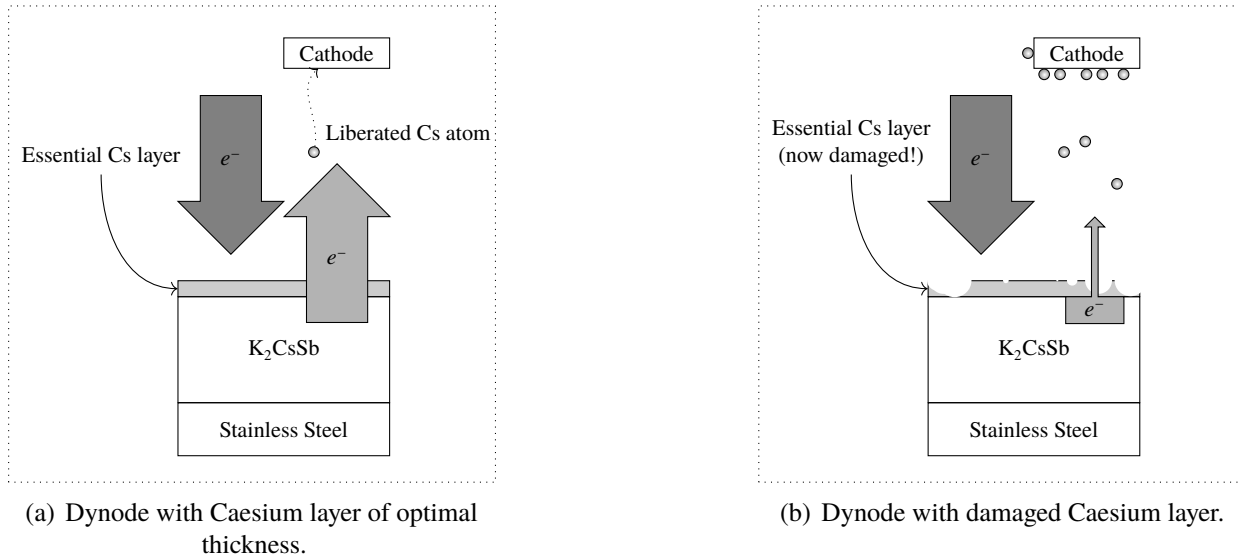 Cathode
Liberated Cs atom
Essential Cs layer
e⁻
e⁻
K₂CsSb
Stainless Steel
(a) Dynode with Caesium layer of optimal
thickness.
Cathode
Essential Cs layer
(now damaged!)
e⁻
e⁻
K₂CsSb
Stainless Steel
(b) Dynode with damaged Caesium layer.